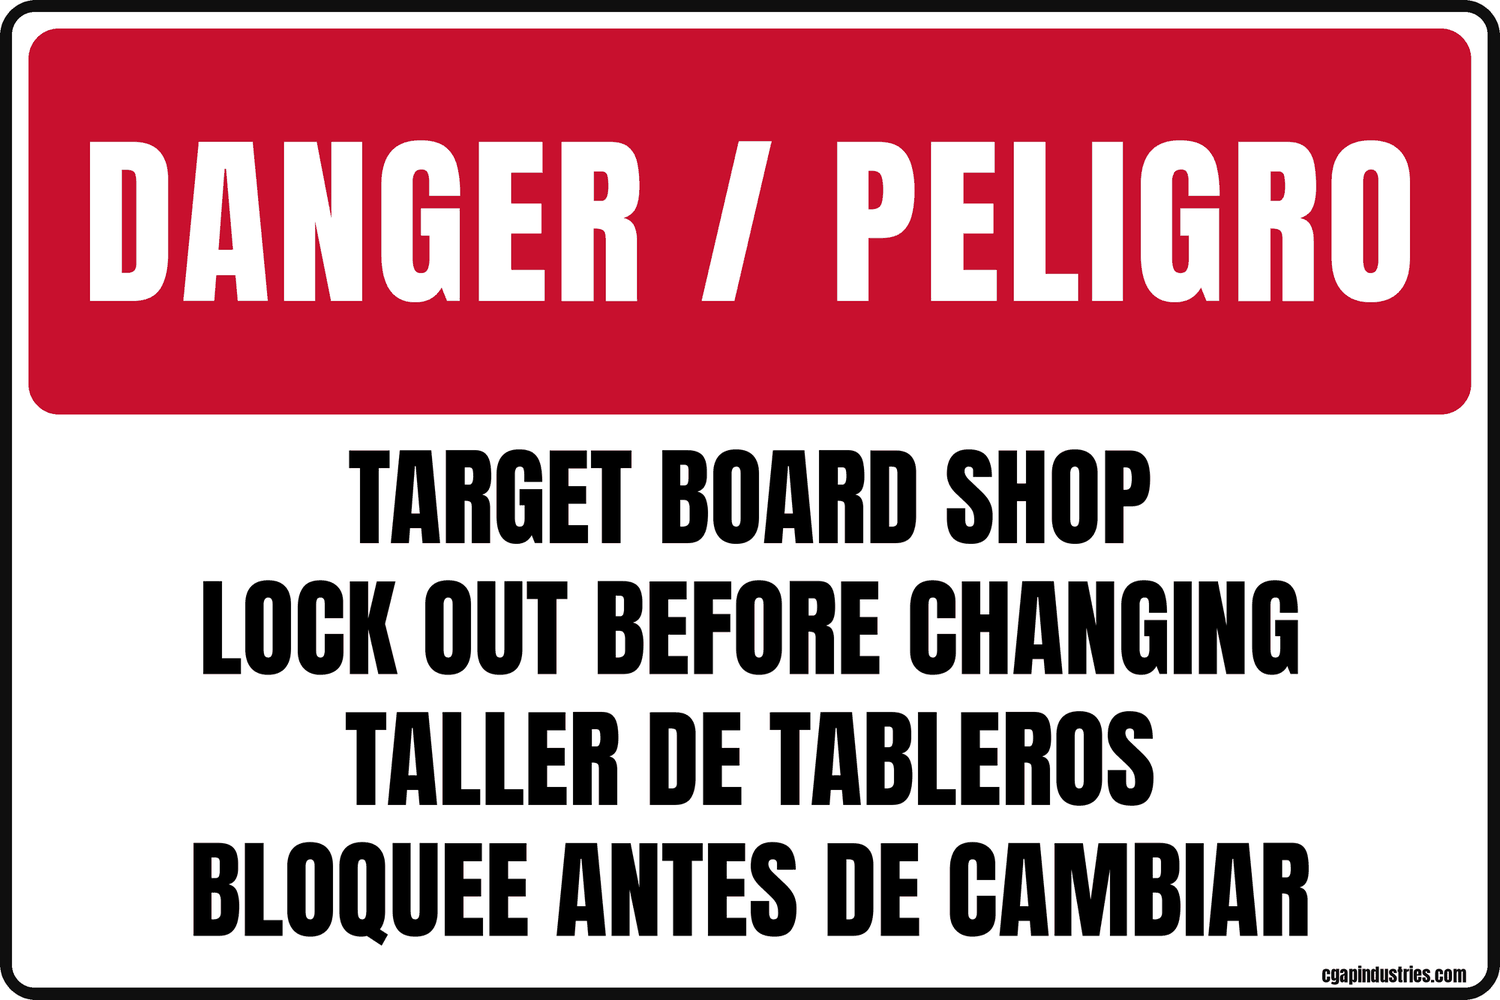 DANGER / PELIGRO
TARGET BOARD SHOP
LOCK OUT BEFORE CHANGING
TALLER DE TABLEROS
BLOQUEE ANTES DE CAMBIAR
cgapindustries.com